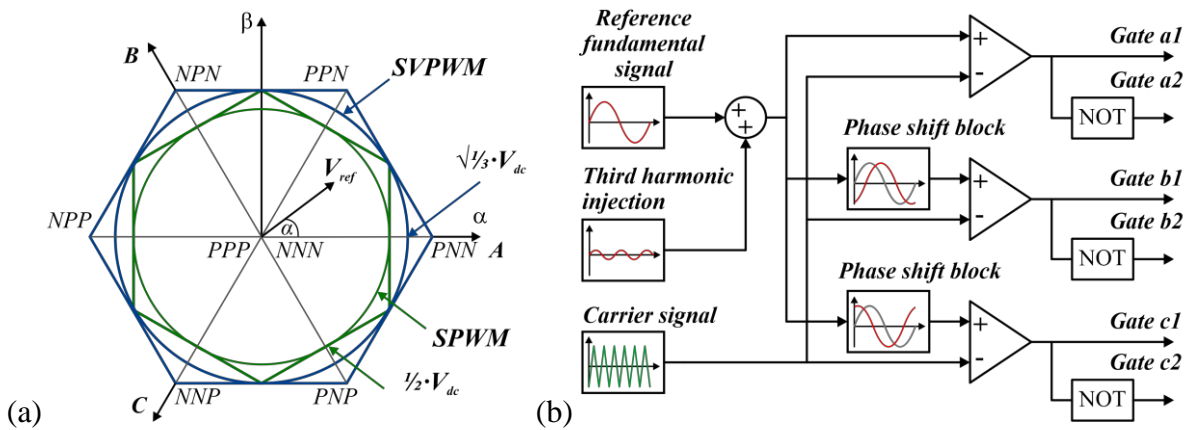 β
B
NPN
PPN
SVPWM
V_ref
√⅓·V_dc
NPP
α
α
PPP
NNN
PNN
A
SPWM
½·V_dc
C
NNP
PNP
(a)
Reference
fundamental
signal
+
+
Third harmonic
injection
Carrier signal
Phase shift block
Phase shift block
+
-
Gate a1
Gate a2
NOT
+
-
Gate b1
Gate b2
NOT
+
-
Gate c1
Gate c2
NOT
(b)